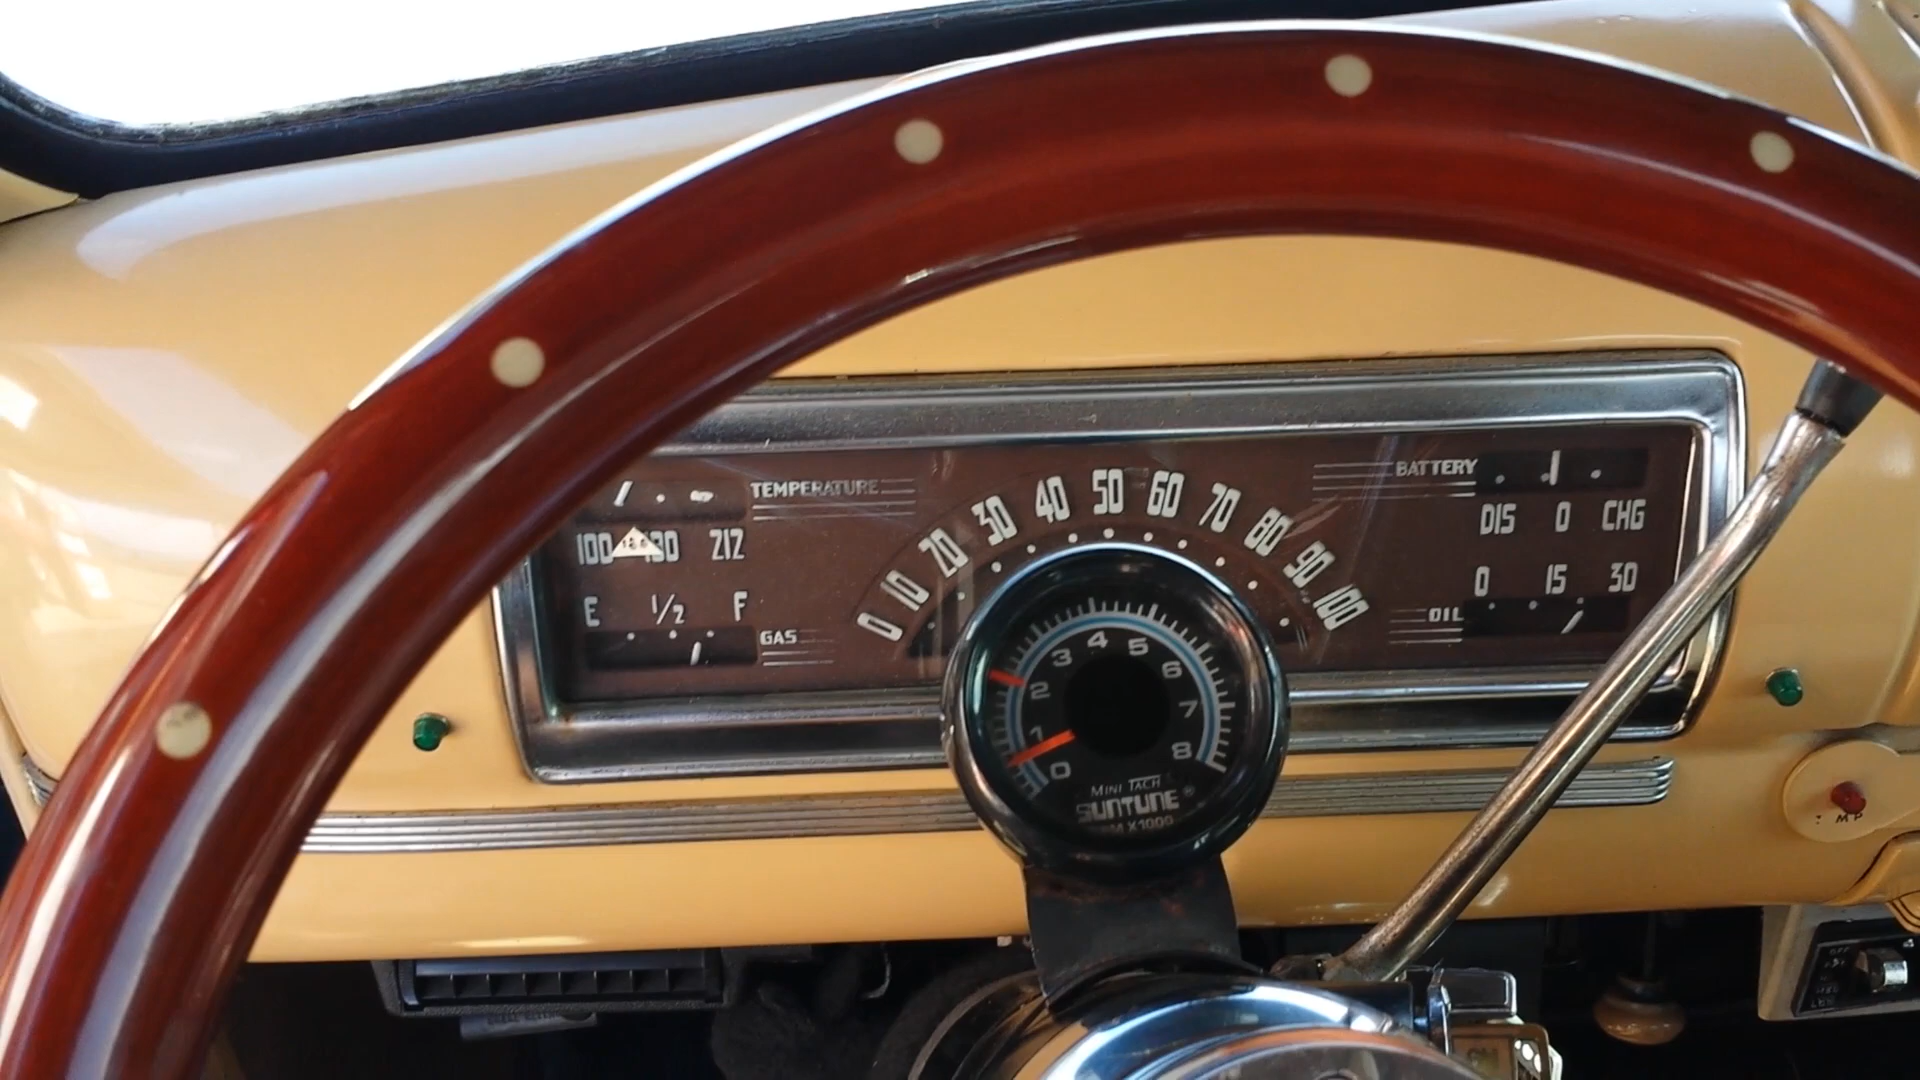 TEMPERATURE
100 180 212
E 1/2 F
GAS
0 10 20 30 40 50 60 70 80 90 100
BATTERY
DIS 0 CHG
0 15 30
OIL
0 1 2 3 4 5 6 7 8
MINI TACH
SUNTUNE®
X1000